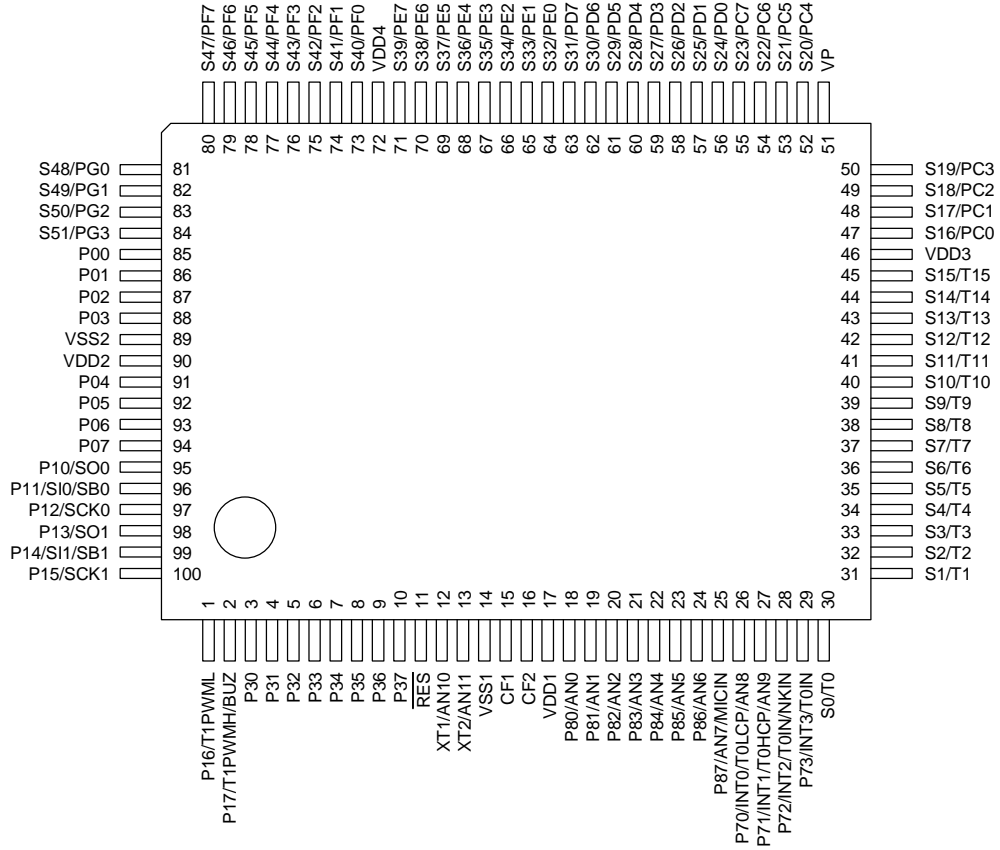 S47/PF7
S46/PF6
S45/PF5
S44/PF4
S43/PF3
S42/PF2
S41/PF1
S40/PF0
VDD4
S39/PE7
S38/PE6
S37/PE5
S36/PE4
S35/PE3
S34/PE2
S33/PE1
S32/PE0
S31/PD7
S30/PD6
S29/PD5
S28/PD4
S27/PD3
S26/PD2
S25/PD1
S24/PD0
S23/PC7
S22/PC6
S21/PC5
S20/PC4
VP
80
79
78
77
76
75
74
73
72
71
70
69
68
67
66
65
64
63
62
61
60
59
58
57
56
55
54
53
52
51
S48/PG0 81
S49/PG1 82
S50/PG2 83
S51/PG3 84
P00 85
P01 86
P02 87
P03 88
VSS2 89
VDD2 90
P04 91
P05 92
P06 93
P07 94
P10/SO0 95
P11/SI0/SB0 96
P12/SCK0 97
P13/SO1 98
P14/SI1/SB1 99
P15/SCK1 100
50 S19/PC3
49 S18/PC2
48 S17/PC1
47 S16/PC0
46 VDD3
45 S15/T15
44 S14/T14
43 S13/T13
42 S12/T12
41 S11/T11
40 S10/T10
39 S9/T9
38 S8/T8
37 S7/T7
36 S6/T6
35 S5/T5
34 S4/T4
33 S3/T3
32 S2/T2
31 S1/T1
1
2
3
4
5
6
7
8
9
10
11
12
13
14
15
16
17
18
19
20
21
22
23
24
25
26
27
28
29
30
P16/T1PWML
P17/T1PWMH/BUZ
P30
P31
P32
P33
P34
P35
P36
P37
RES
XT1/AN10
XT2/AN11
VSS1
CF1
CF2
VDD1
P80/AN0
P81/AN1
P82/AN2
P83/AN3
P84/AN4
P85/AN5
P86/AN6
P87/AN7/MICIN
P70/INT0/T0LCP/AN8
P71/INT1/T0HCP/AN9
P72/INT2/T0IN/NKIN
P73/INT3/T0IN
S0/T0